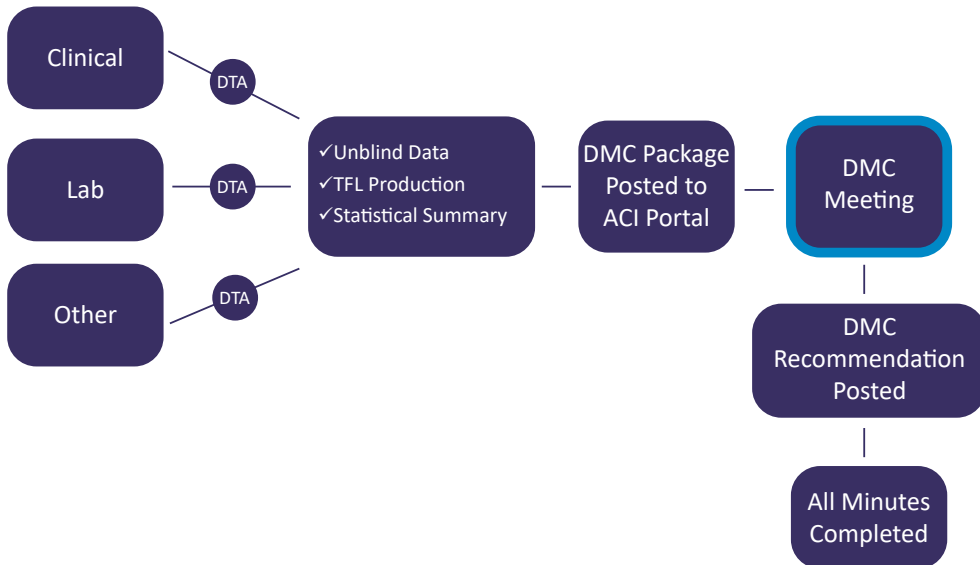 Clinical
DTA
Lab
DTA
Other
DTA
✓Unblind Data
✓TFL Production
✓Statistical Summary
DMC Package
Posted to
ACI Portal
DMC
Meeting
DMC
Recommendation
Posted
All Minutes
Completed